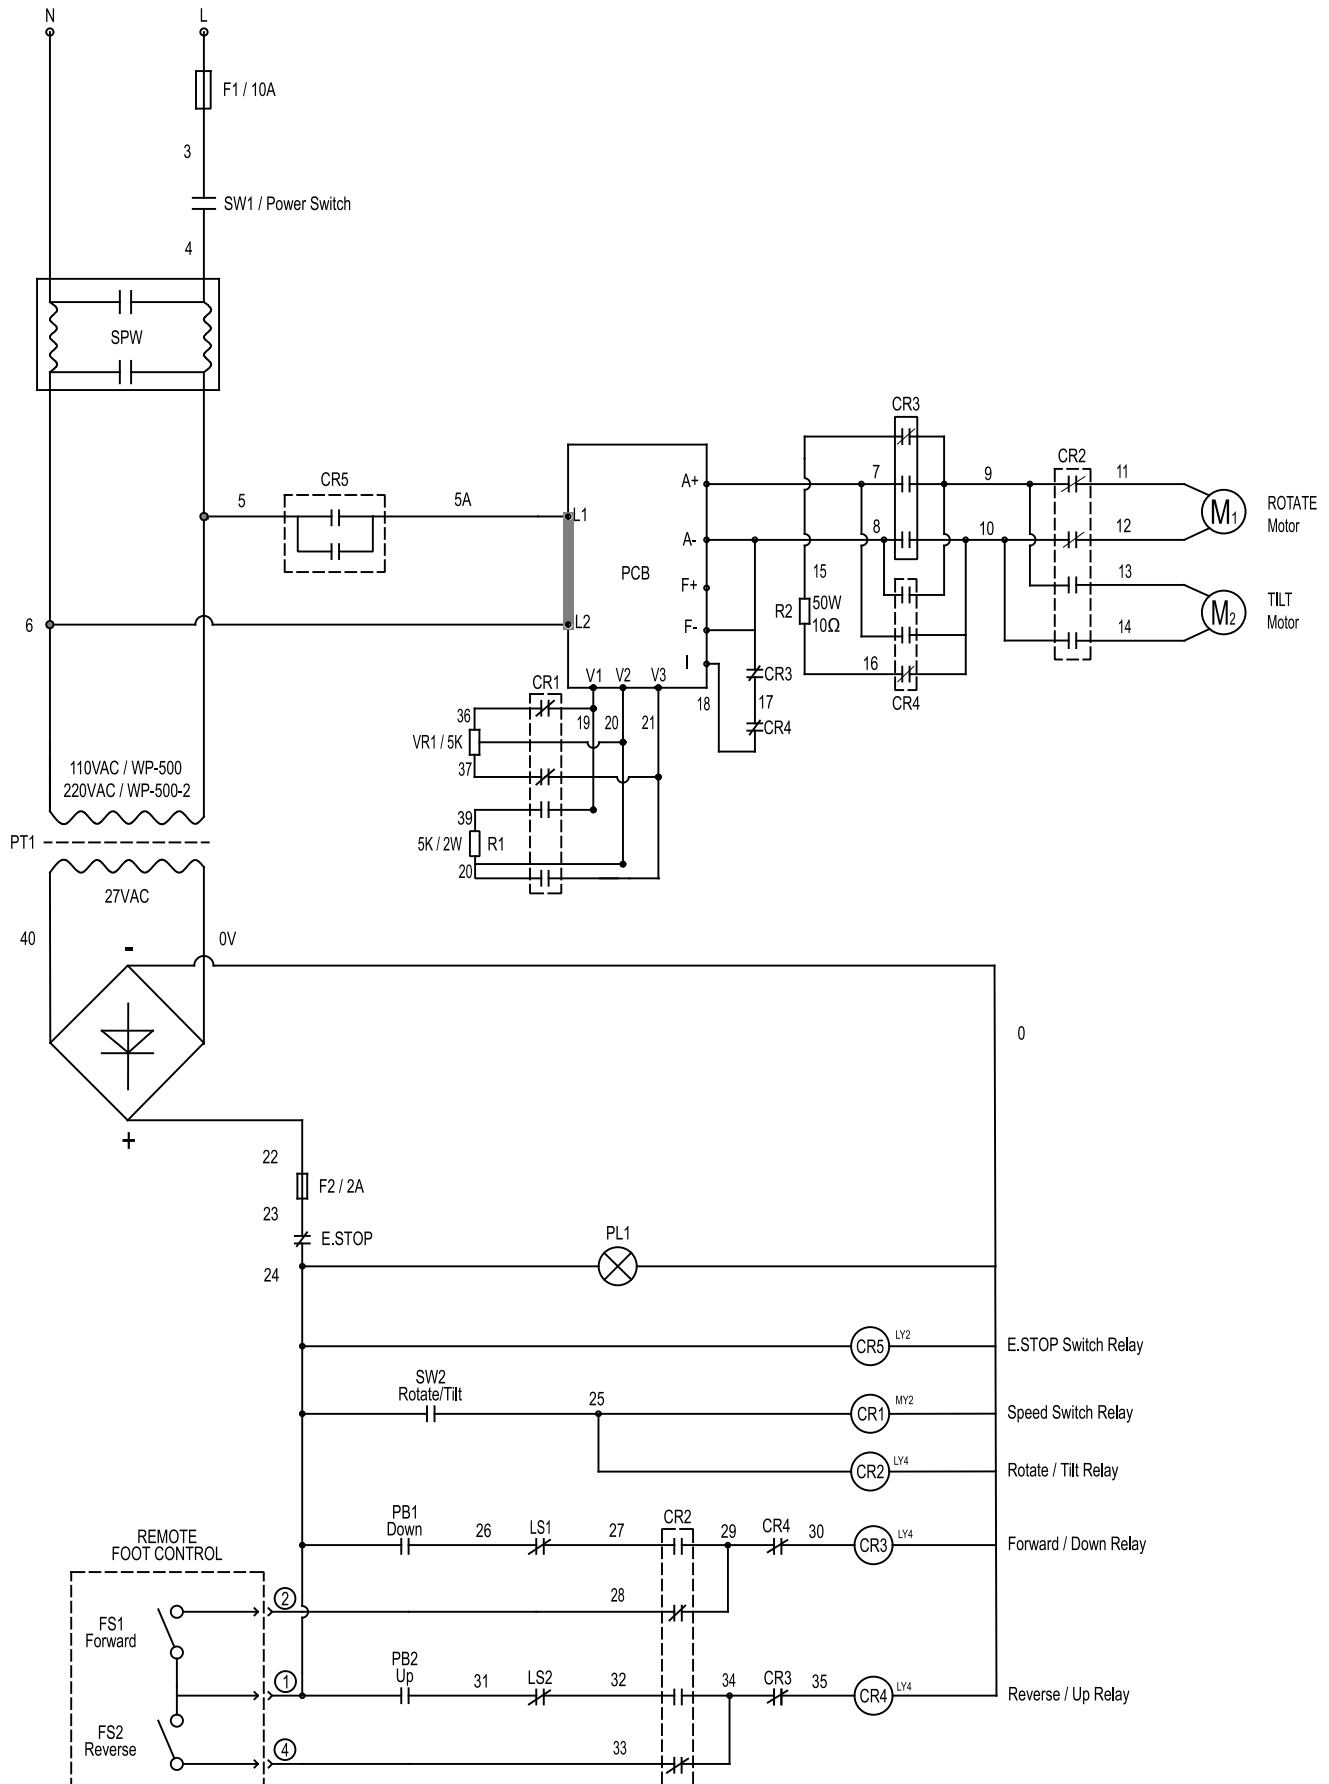 N
L
F1 / 10A
3
SW1 / Power Switch
4
SPW
CR3
CR5
CR2
5
5A
L1
A+
7
9
11
M1
ROTATE
Motor
A-
8
10
12
PCB
F+
15
13
6
L2
F-
R2
50W
10Ω
14
M2
TILT
Motor
I
16
CR4
V1
V2
V3
18
CR3
17
CR4
CR1
36
19
20
21
VR1 / 5K
37
110VAC / WP-500
220VAC / WP-500-2
39
5K / 2W
R1
20
PT1
27VAC
40
0V
-
0
+
22
F2 / 2A
23
E.STOP
24
PL1
CR5
LY2
E.STOP Switch Relay
SW2
Rotate/Tilt
25
CR1
MY2
Speed Switch Relay
CR2
LY4
Rotate / Tilt Relay
PB1
Down
26
LS1
27
CR2
29
CR4
30
CR3
LY4
Forward / Down Relay
REMOTE
FOOT CONTROL
2
28
FS1
Forward
1
PB2
Up
31
LS2
32
34
CR3
35
CR4
LY4
Reverse / Up Relay
FS2
Reverse
4
33